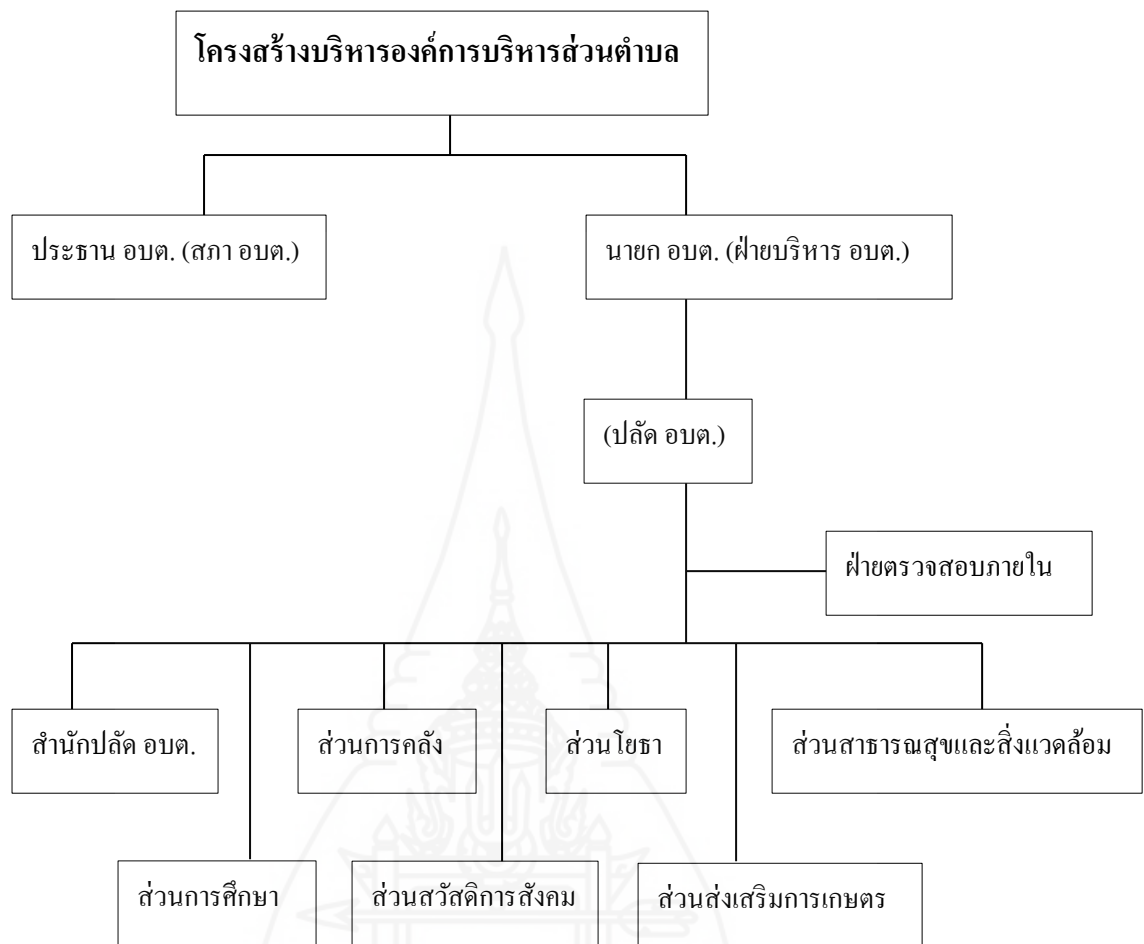 โครงสร้างบริหารองค์การบริหารส่วนตำบล
ประธาน อบต. (สภา อบต.)
นายก อบต. (ฝ่ายบริหาร อบต.)
(ปลัด อบต.)
ฝ่ายตรวจสอบภายใน
สำนักปลัด อบต.
ส่วนการคลัง
ส่วนโยธา
ส่วนสาธารณสุขและสิ่งแวดล้อม
ส่วนการศึกษา
ส่วนสวัสดิการสังคม
ส่วนส่งเสริมการเกษตร